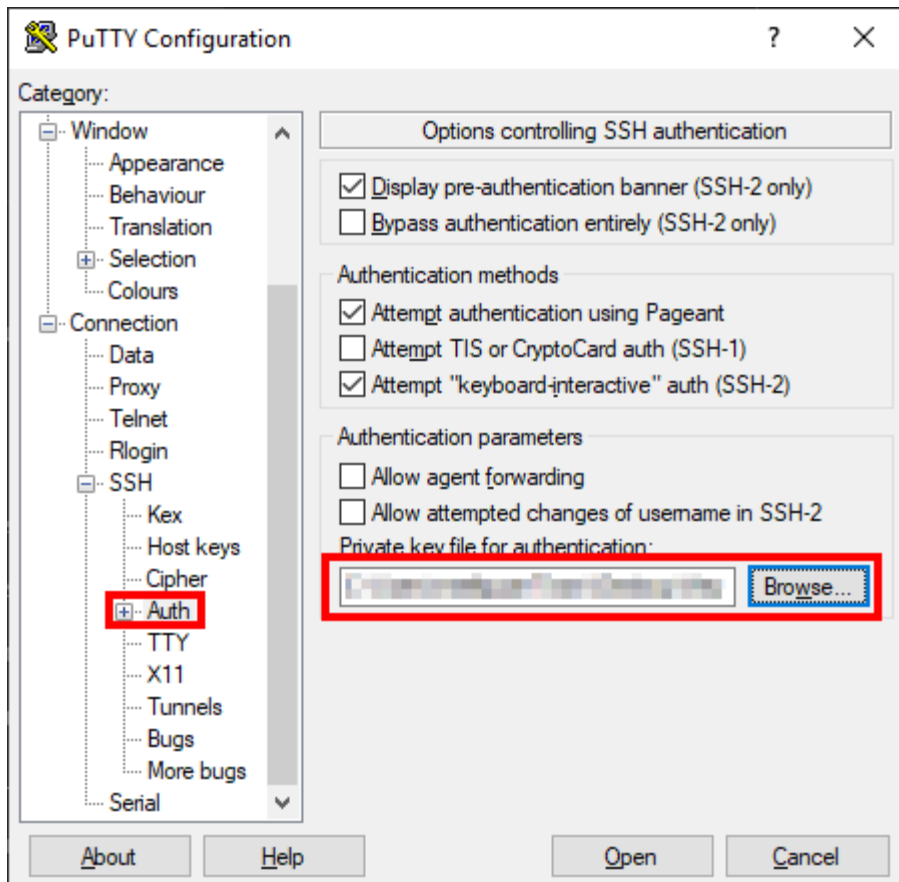 PuTTY Configuration
?
Category:
Window
Appearance
Behaviour
Translation
Selection
Colours
Connection
Data
Proxy
Telnet
Rlogin
SSH
Kex
Host keys
Cipher
Auth
TTY
X11
Tunnels
Bugs
More bugs
Serial
Options controlling SSH authentication
Display pre-authentication banner (SSH-2 only)
Bypass authentication entirely (SSH-2 only)
Authentication methods
Attempt authentication using Pageant
Attempt TIS or CryptoCard auth (SSH-1)
Attempt "keyboard-interactive" auth (SSH-2)
Authentication parameters
Allow agent forwarding
Allow attempted changes of username in SSH-2
Private key file for authentication:
Browse...
About
Help
Open
Cancel